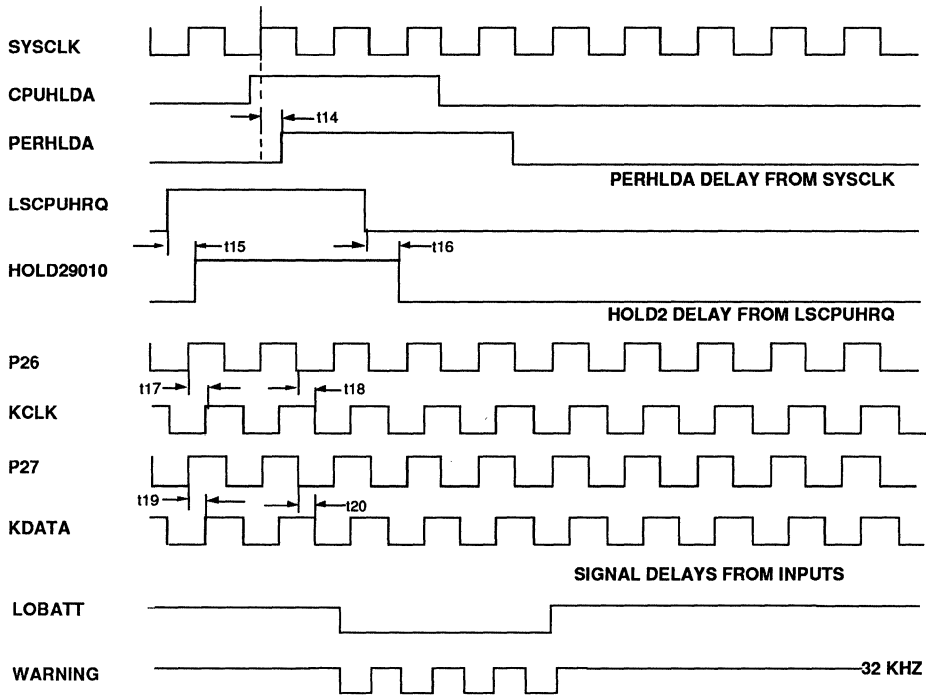 SYSCLK
CPUHLDA
t14
PERHLDA
PERHLDA DELAY FROM SYSCLK
LSCPUHRQ
t15
t16
HOLD29010
HOLD2 DELAY FROM LSCPUHRQ
P26
t17
t18
KCLK
P27
t19
t20
KDATA
SIGNAL DELAYS FROM INPUTS
LOBATT
WARNING
32 KHZ